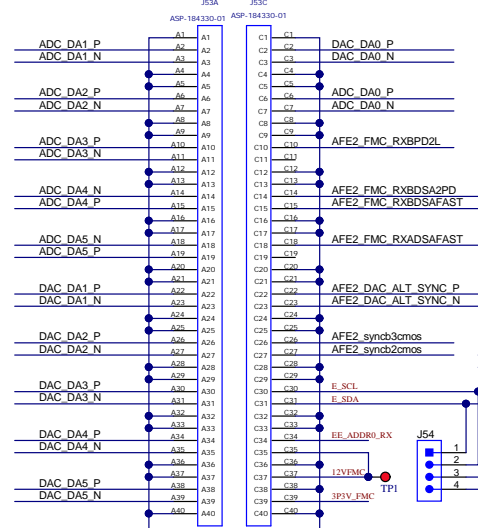 J53A J53C
ASP-184330-01 ASP-184330-01
A1 A1 C1 C1
ADC_DA1_P A2 A2 C2 C2 DAC_DA0_P
ADC_DA1_N A3 A3 C3 C3 DAC_DA0_N
A4 A4 C4 C4
A5 A5 C5 C5
ADC_DA2_P A6 A6 C6 C6 ADC_DA0_P
ADC_DA2_N A7 A7 C7 C7 ADC_DA0_N
A8 A8 C8 C8
A9 A9 C9 C9
ADC_DA3_P A10 A10 C10 C10 AFE2_FMC_RXBPD2L
ADC_DA3_N A11 A11 C11 C11
A12 A12 C12 C12
A13 A13 C13 C13
ADC_DA4_N A14 A14 C14 C14 AFE2_FMC_RXBDSA2PD
ADC_DA4_P A15 A15 C15 C15 AFE2_FMC_RXBDSAFAST
A16 A16 C16 C16
A17 A17 C17 C17
ADC_DA5_N A18 A18 C18 C18 AFE2_FMC_RXADSAFAST
ADC_DA5_P A19 A19 C19 C19
A20 A20 C20 C20
A21 A21 C21 C21
DAC_DA1_P A22 A22 C22 C22 AFE2_DAC_ALT_SYNC_P
DAC_DA1_N A23 A23 C23 C23 AFE2_DAC_ALT_SYNC_N
A24 A24 C24 C24
A25 A25 C25 C25
DAC_DA2_P A26 A26 C26 C26 AFE2_syncb3cmos
DAC_DA2_N A27 A27 C27 C27 AFE2_syncb2cmos
A28 A28 C28 C28
A29 A29 C29 C29
DAC_DA3_P A30 A30 C30 C30 E_SCL
DAC_DA3_N A31 A31 C31 C31 E_SDA
A32 A32 C32 C32
A33 A33 C33 C33
DAC_DA4_P A34 A34 C34 C34 EE_ADDR0_RX J54
DAC_DA4_N A35 A35 C35 C35 1
A36 A36 C36 C36 2
A37 A37 C37 C37 12VFMC 3
DAC_DA5_P A38 A38 C38 C38 TP1 4
DAC_DA5_N A39 A39 C39 C39 3P3V_FMC
A40 A40 C40 C40